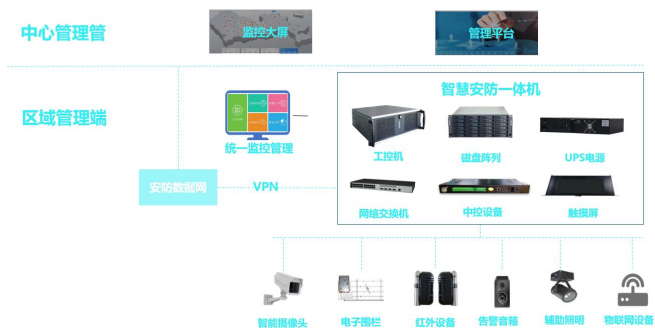 中心管理管
监控大屏
管理平台
区域管理端
智慧安防一体机
统一监控管理
工控机
磁盘阵列
UPS电源
安防数据网
VPN
网络交换机
中控设备
触摸屏
智能摄像头
电子围栏
红外设备
告警音箱
辅助照明
物联网设备